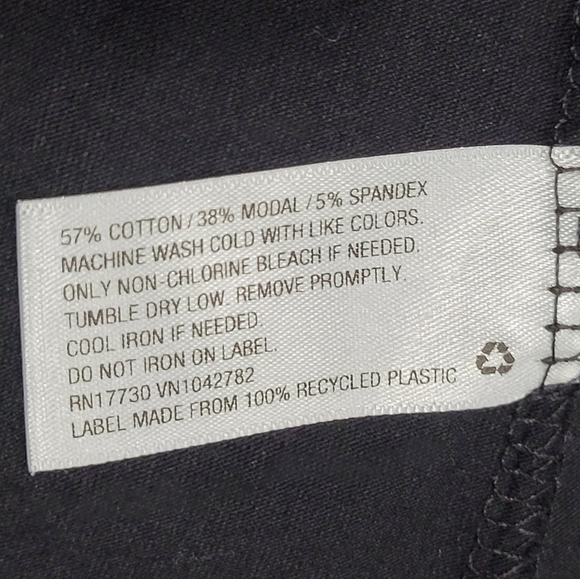 57% COTTON / 38% MODAL / 5% SPANDEX
MACHINE WASH COLD WITH LIKE COLORS.
ONLY NON-CHLORINE BLEACH IF NEEDED.
TUMBLE DRY LOW. REMOVE PROMPTLY.
COOL IRON IF NEEDED.
DO NOT IRON ON LABEL.
RN17730 VN1042782
LABEL MADE FROM 100% RECYCLED PLASTIC